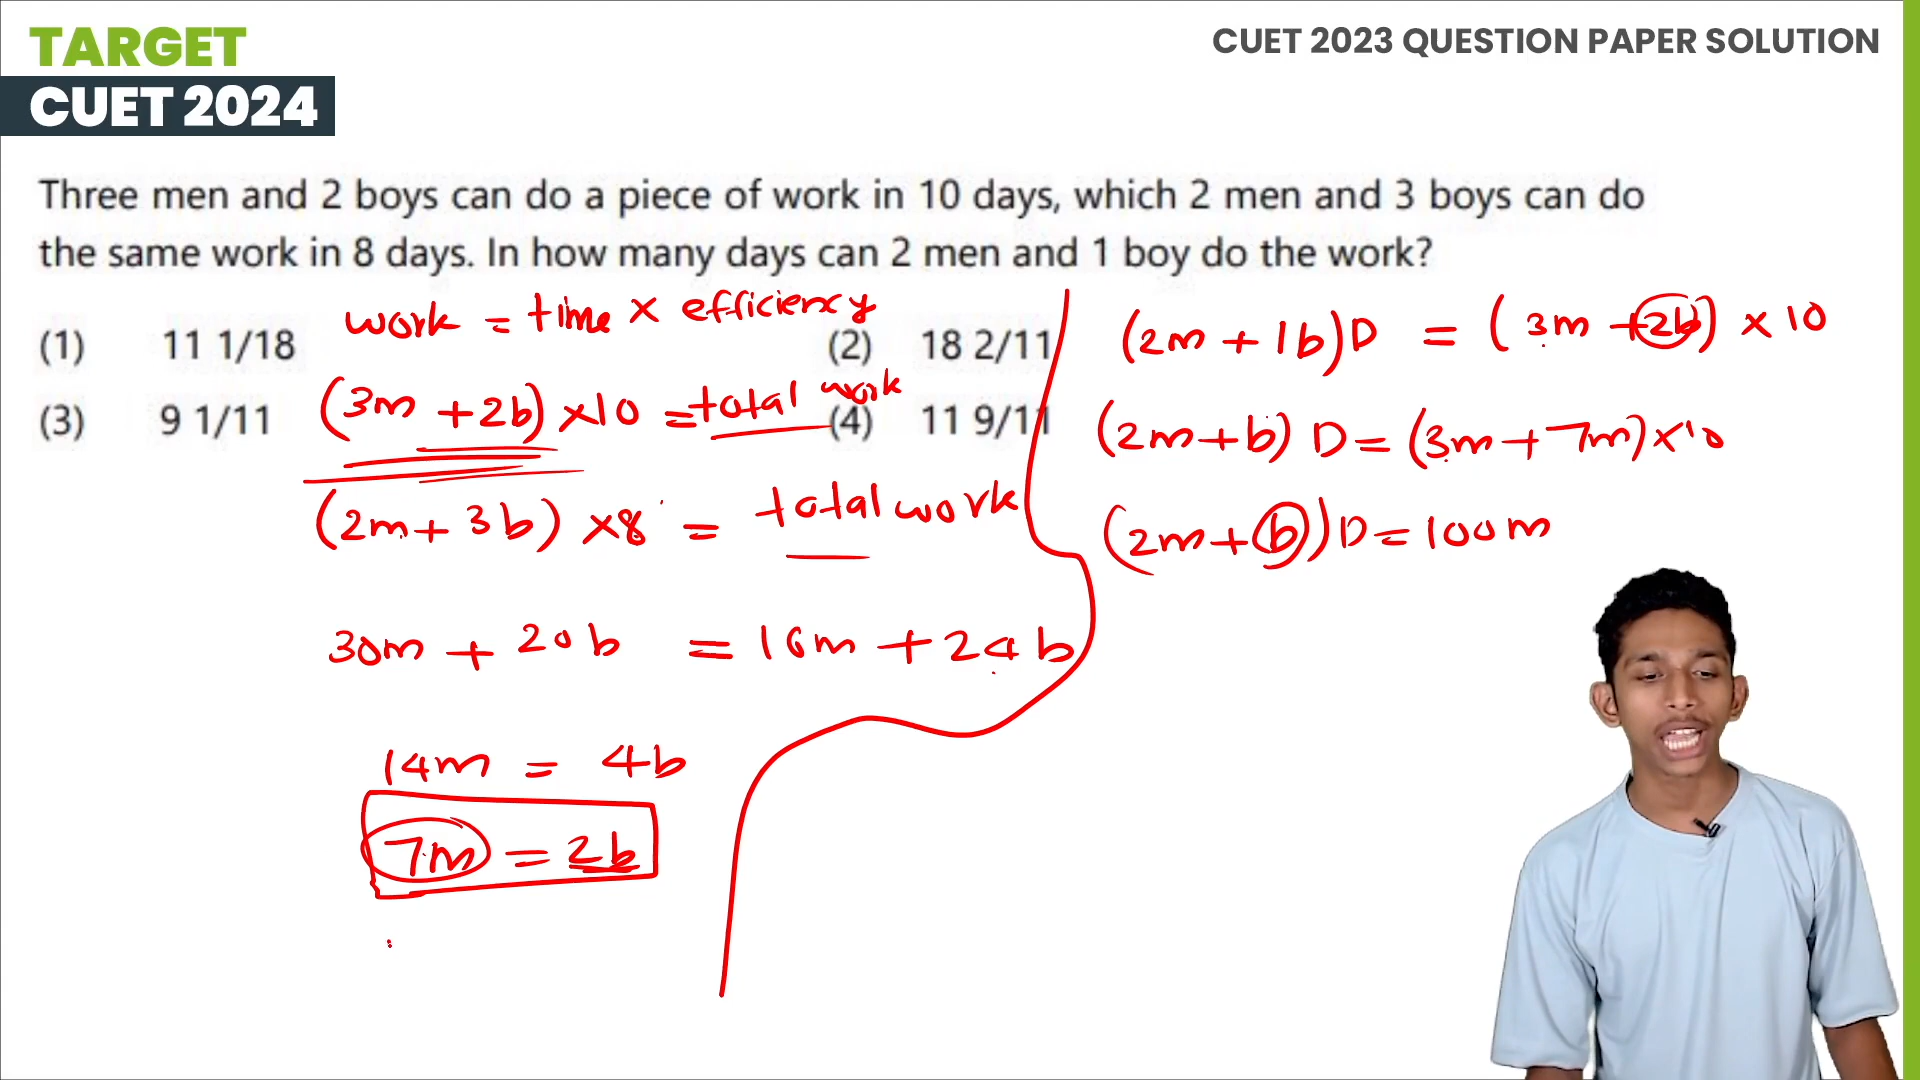 TARGET
CUET 2024
CUET 2023 QUESTION PAPER SOLUTION
Three men and 2 boys can do a piece of work in 10 days, which 2 men and 3 boys can do
the same work in 8 days. In how many days can 2 men and 1 boy do the work?
(1) 11 1/18
(2) 18 2/11
(3) 9 1/11
(4) 11 9/11
work = time × efficiency
(3m + 2b) × 10 = total work
(2m + 3b) × 8 = total work
30m + 20b = 16m + 24b
14m = 4b
7m = 2b
(2m + 1b) D = (3m + 2b) × 10
(2m + b) D = (3m + 7m) × 10
(2m + b) D = 100m